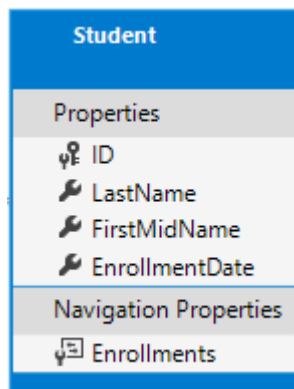 Student
Properties
ID
LastName
FirstMidName
EnrollmentDate
Navigation Properties
Enrollments